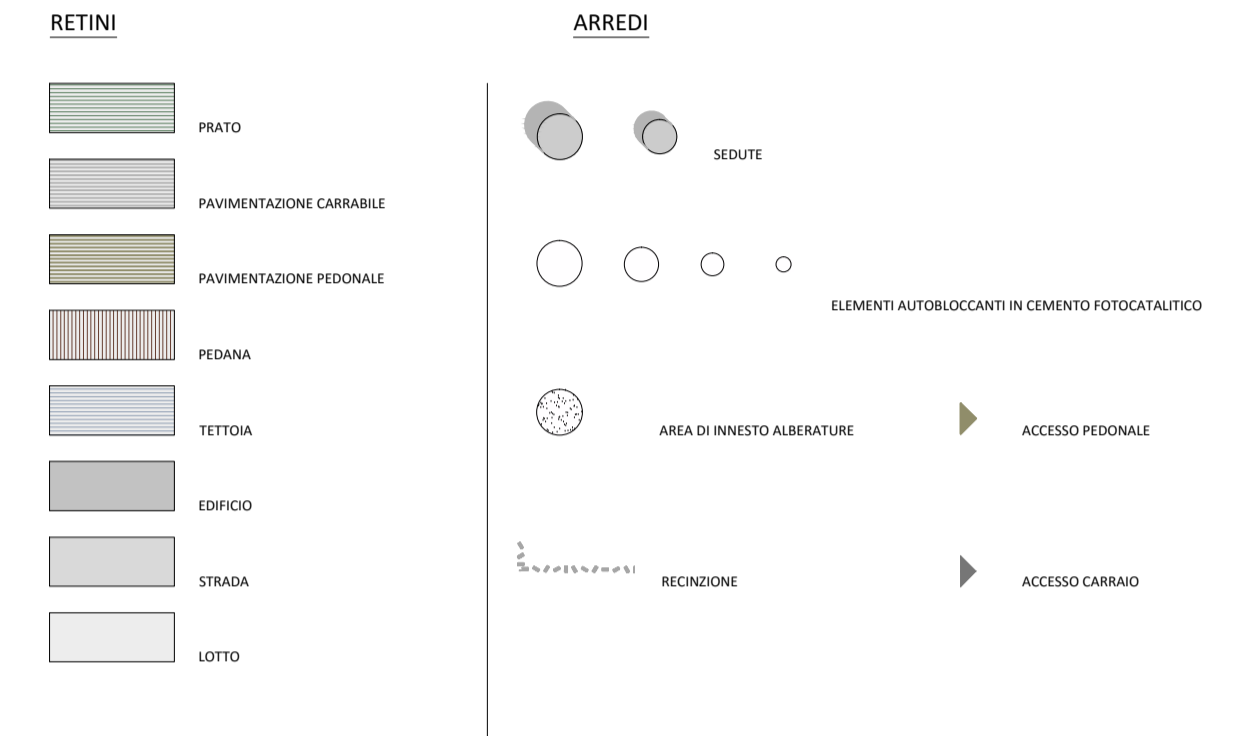 RETINI
PRATO
PAVIMENTAZIONE CARRABILE
PAVIMENTAZIONE PEDONALE
PEDANA
TETTOIA
EDIFICIO
STRADA
LOTTO
ARREDI
SEDUTE
ELEMENTI AUTOBLOCCANTI IN CEMENTO FOTOCATALITICO
AREA DI INNESTO ALBERATURE
ACCESSO PEDONALE
RECINZIONE
ACCESSO CARRAIO